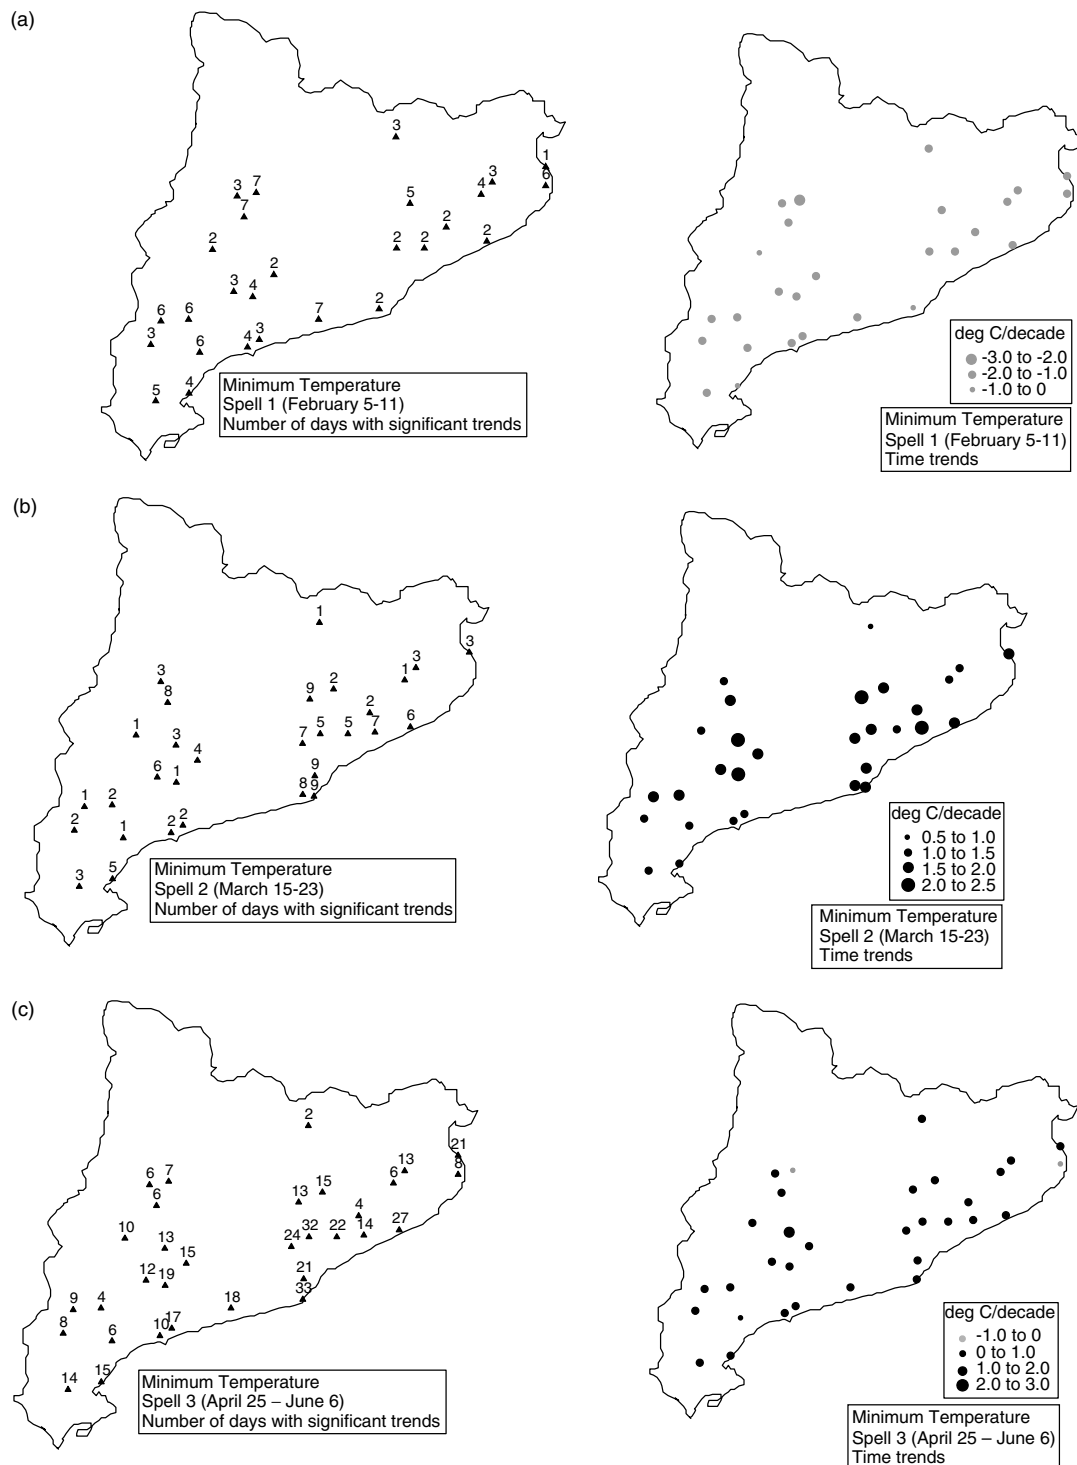 (a)
3
1
6
3
4
3
7
7
5
2
2
2
2
2
2
3
4
2
7
6
6
3
6
4
3
5
4
Minimum Temperature
Spell 1 (February 5-11)
Number of days with significant trends
deg C/decade
-3.0 to -2.0
-2.0 to -1.0
-1.0 to 0
Minimum Temperature
Spell 1 (February 5-11)
Time trends
(b)
1
3
3
1
3
8
9
2
2
6
1
3
7
5
5
7
4
6
1
9
8
9
1
2
2
1
2
2
3
5
Minimum Temperature
Spell 2 (March 15-23)
Number of days with significant trends
deg C/decade
0.5 to 1.0
1.0 to 1.5
1.5 to 2.0
2.0 to 2.5
Minimum Temperature
Spell 2 (March 15-23)
Time trends
(c)
2
21
8
13
6
6
7
6
13
15
4
27
10
13
24
32
22
14
15
12
19
21
33
9
4
18
8
6
10
17
14
15
Minimum Temperature
Spell 3 (April 25 – June 6)
Number of days with significant trends
deg C/decade
-1.0 to 0
0 to 1.0
1.0 to 2.0
2.0 to 3.0
Minimum Temperature
Spell 3 (April 25 – June 6)
Time trends